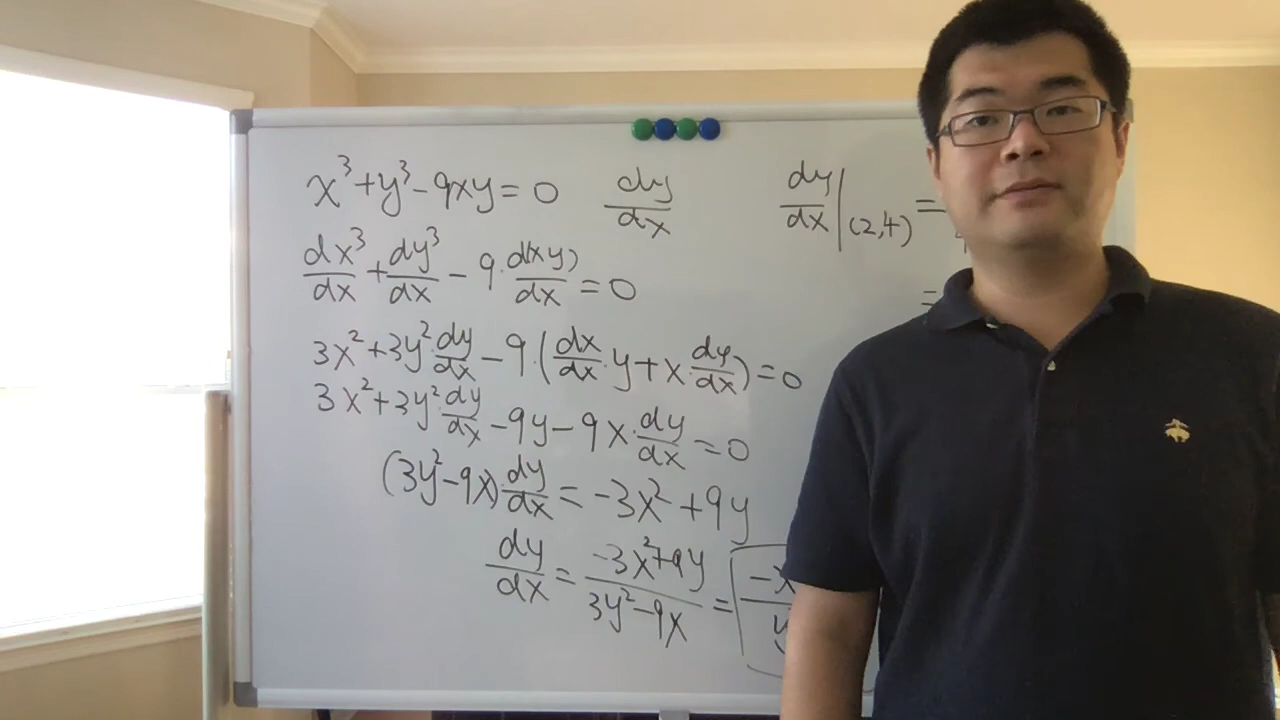 x³+y³-9xy=0 dy/dx dy/dx|(2,4) =
dx³/dx + dy³/dx - 9·d(xy)/dx = 0 =
3x²+3y²·dy/dx - 9·(dx/dx·y+x·dy/dx)=0
3x²+3y²·dy/dx - 9y - 9x·dy/dx = 0
(3y²-9x)·dy/dx = -3x²+9y
dy/dx = -3x²+9y/3y²-9x = -x/y